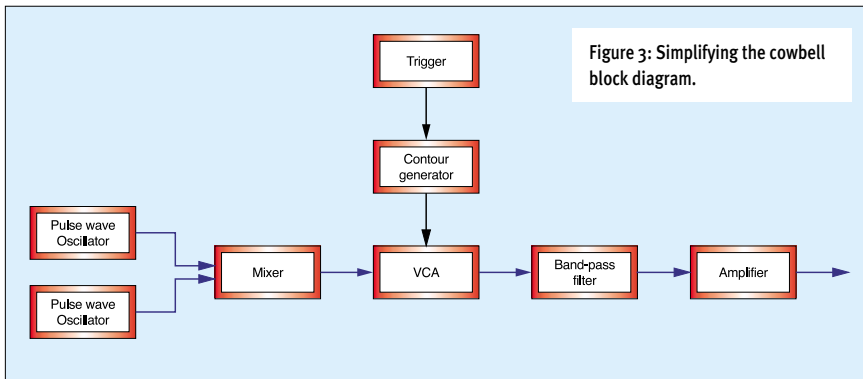 Figure 3: Simplifying the cowbell
block diagram.
Trigger
Contour
generator
Pulse wave
Oscillator
Pulse wave
Oscillator
Mixer
VCA
Band-pass
filter
Amplifier